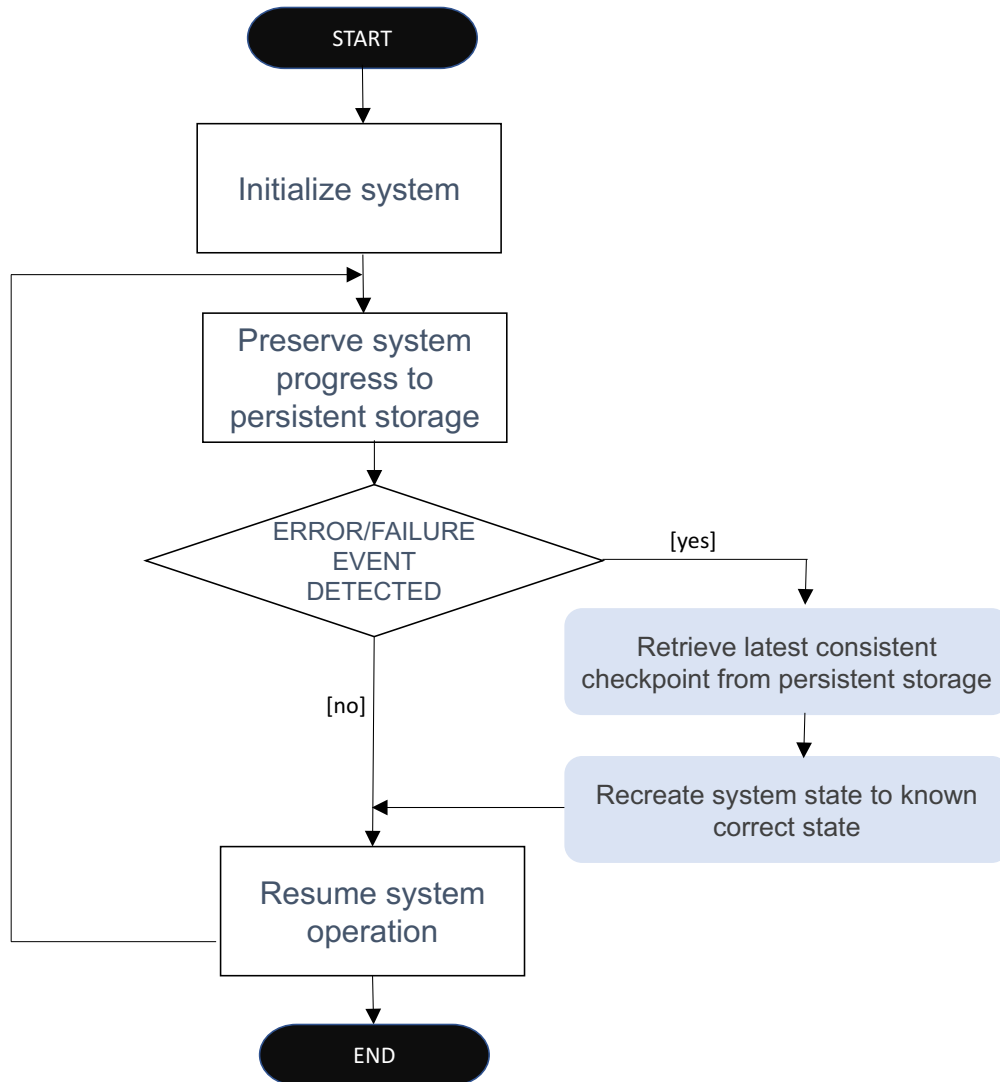 START
Initialize system
Preserve system
progress to
persistent storage
ERROR/FAILURE
EVENT
DETECTED
[yes]
Retrieve latest consistent
checkpoint from persistent storage
[no]
Recreate system state to known
correct state
Resume system
operation
END